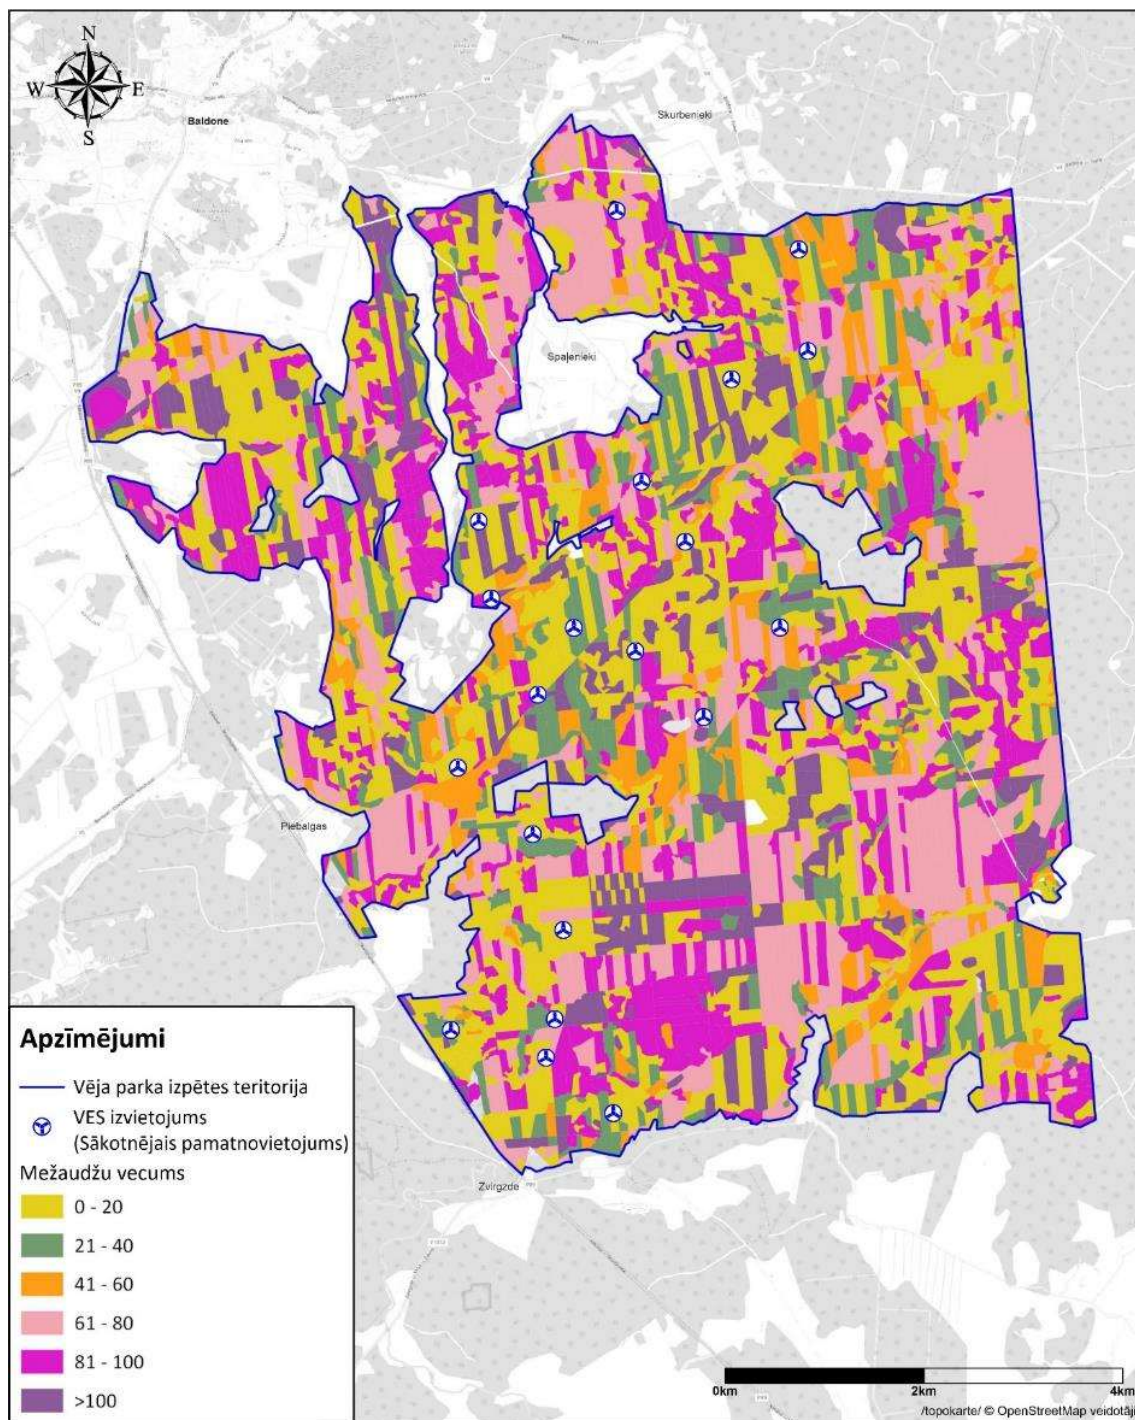 N
W E
S
Baldone
Skurbenieki
Spaļenieki
Piebalgas
Zvirgzde
Apzīmējumi
Vēja parka izpētes teritorija
VES izvietojums
(Sākotnējais pamatnovietojums)
Mežaudžu vecums
0 - 20
21 - 40
41 - 60
61 - 80
81 - 100
>100
0km 2km 4km
/topokarte/ © OpenStreetMap veidotāji